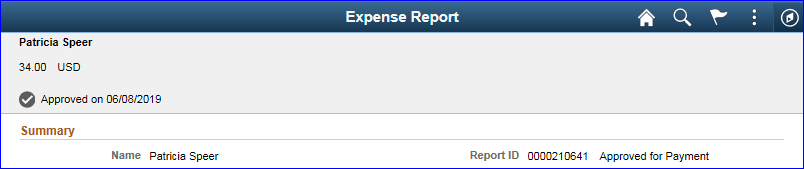 Expense Report
Patricia Speer
34.00 USD
Approved on 06/08/2019
Summary
Name Patricia Speer Report ID 0000210641 Approved for Payment